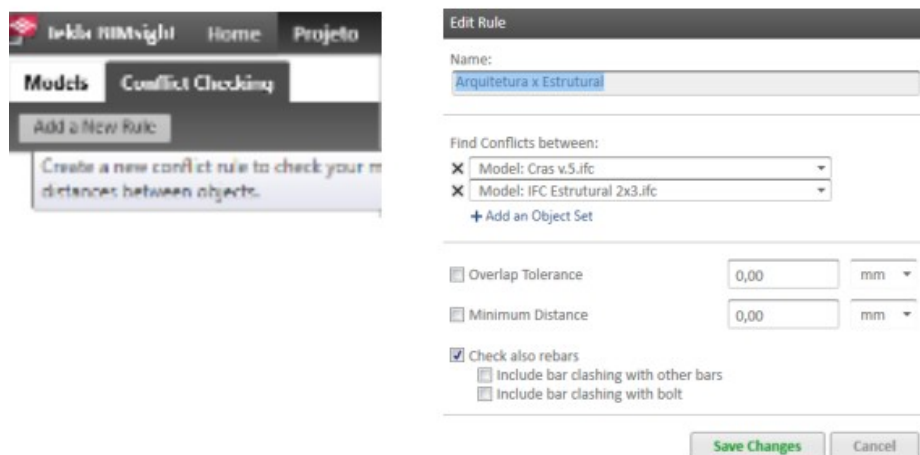 Tekla BIMsight Home Projeto
Models Conflict Checking
Add a New Rule
Create a new conflict rule to check your m
distances between objects.
Edit Rule
Name:
Arquitetura x Estrutural
Find Conflicts between:
Model: Cras v.5.ifc
Model: IFC Estrutural 2x3.ifc
+ Add an Object Set
Overlap Tolerance 0,00 mm
Minimum Distance 0,00 mm
Check also rebars
Include bar clashing with other bars
Include bar clashing with bolt
Save Changes Cancel